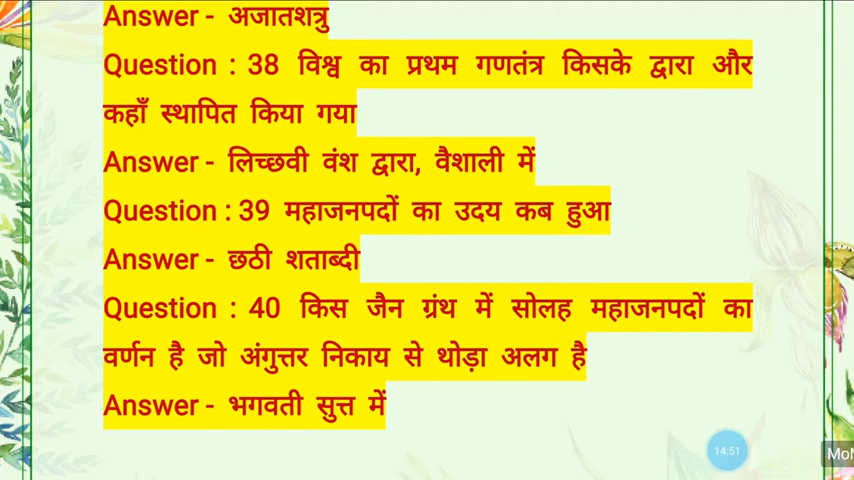 Answer - अजातशत्रु
Question : 38 विश्व का प्रथम गणतंत्र किसके द्वारा और
कहाँ स्थापित किया गया
Answer - लिच्छवी वंश द्वारा, वैशाली में
Question : 39 महाजनपदों का उदय कब हुआ
Answer - छठी शताब्दी
Question : 40 किस जैन ग्रंथ में सोलह महाजनपदों का
वर्णन है जो अंगुत्तर निकाय से थोड़ा अलग है
Answer - भगवती सुत्त में
14:51